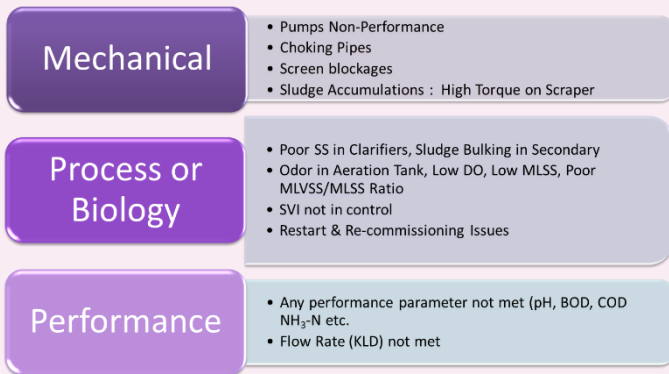 Mechanical
• Pumps Non-Performance
• Choking Pipes
• Screen blockages
• Sludge Accumulations : High Torque on Scraper
Process or
Biology
• Poor SS in Clarifiers, Sludge Bulking in Secondary
• Odor in Aeration Tank, Low DO, Low MLSS, Poor
MLVSS/MLSS Ratio
• SVI not in control
• Restart & Re-commissioning Issues
Performance
• Any performance parameter not met (pH, BOD, COD
NH₃-N etc.
• Flow Rate (KLD) not met